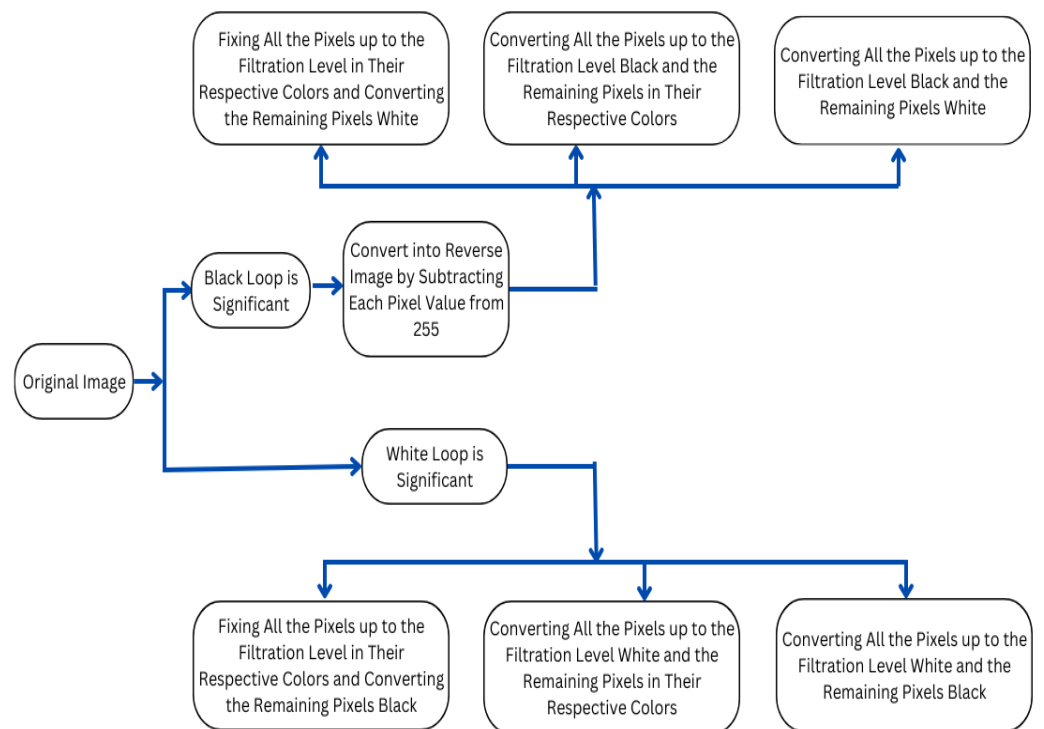 Fixing All the Pixels up to the
Filtration Level in Their
Respective Colors and Converting
the Remaining Pixels White
Converting All the Pixels up to the
Filtration Level Black and the
Remaining Pixels in Their
Respective Colors
Converting All the Pixels up to the
Filtration Level Black and the
Remaining Pixels White
Black Loop is
Significant
Convert into Reverse
Image by Subtracting
Each Pixel Value from
255
Original Image
White Loop is
Significant
Fixing All the Pixels up to the
Filtration Level in Their
Respective Colors and Converting
the Remaining Pixels Black
Converting All the Pixels up to the
Filtration Level White and the
Remaining Pixels in Their
Respective Colors
Converting All the Pixels up to the
Filtration Level White and the
Remaining Pixels Black